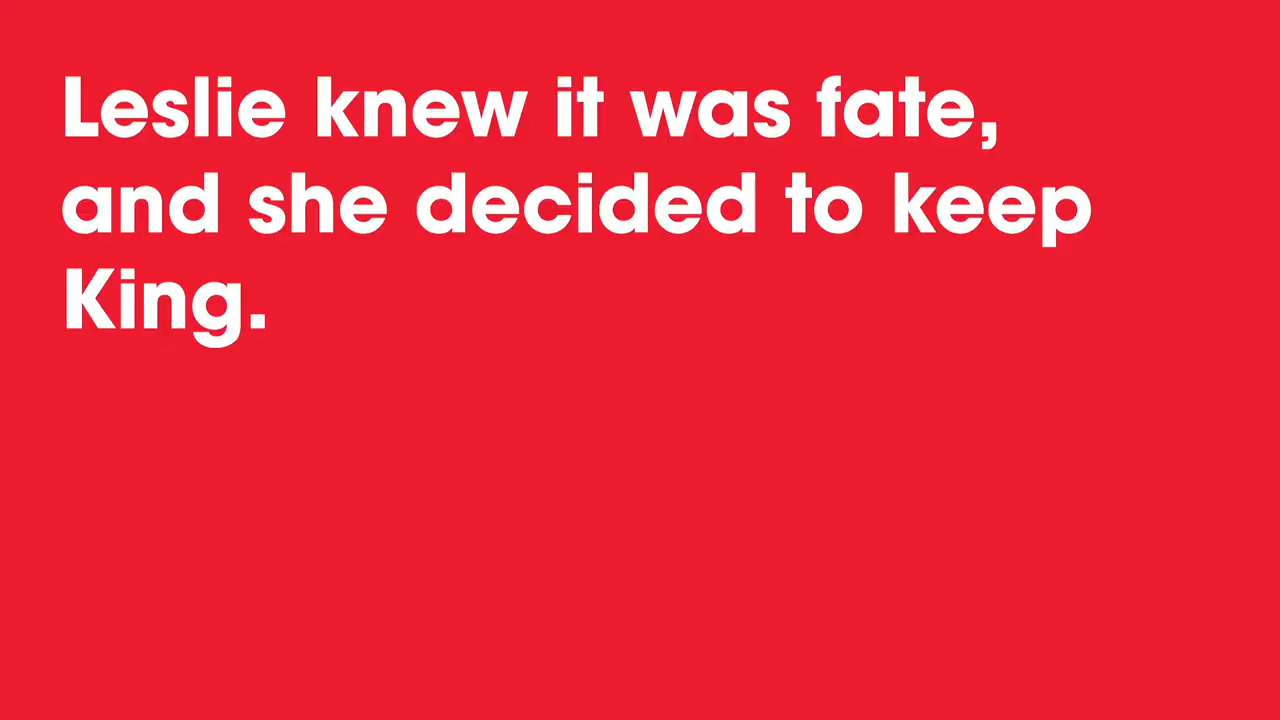 Leslie knew it was fate,
and she decided to keep
King.